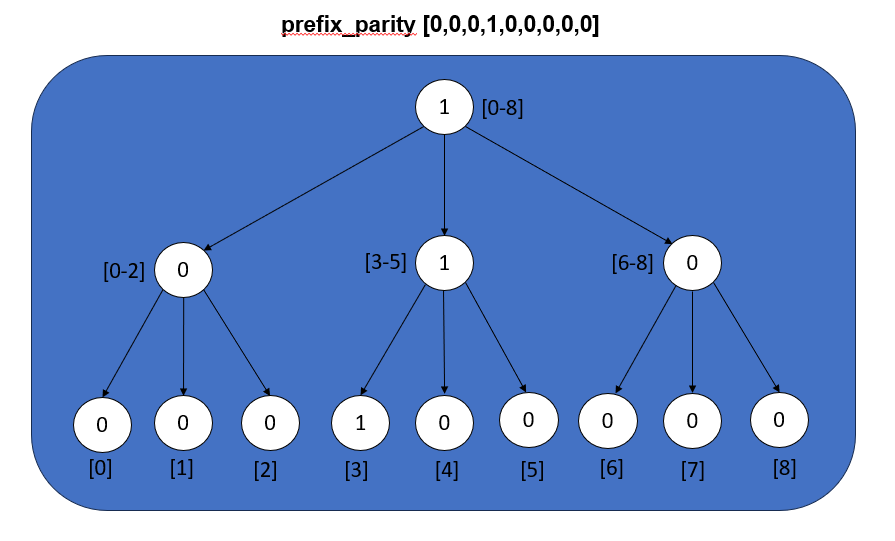 prefix_parity [0,0,0,1,0,0,0,0,0]
1 [0-8]
[0-2] 0 [3-5] 1 [6-8] 0
0 0 0 1 0 0 0 0 0
[0] [1] [2] [3] [4] [5] [6] [7] [8]